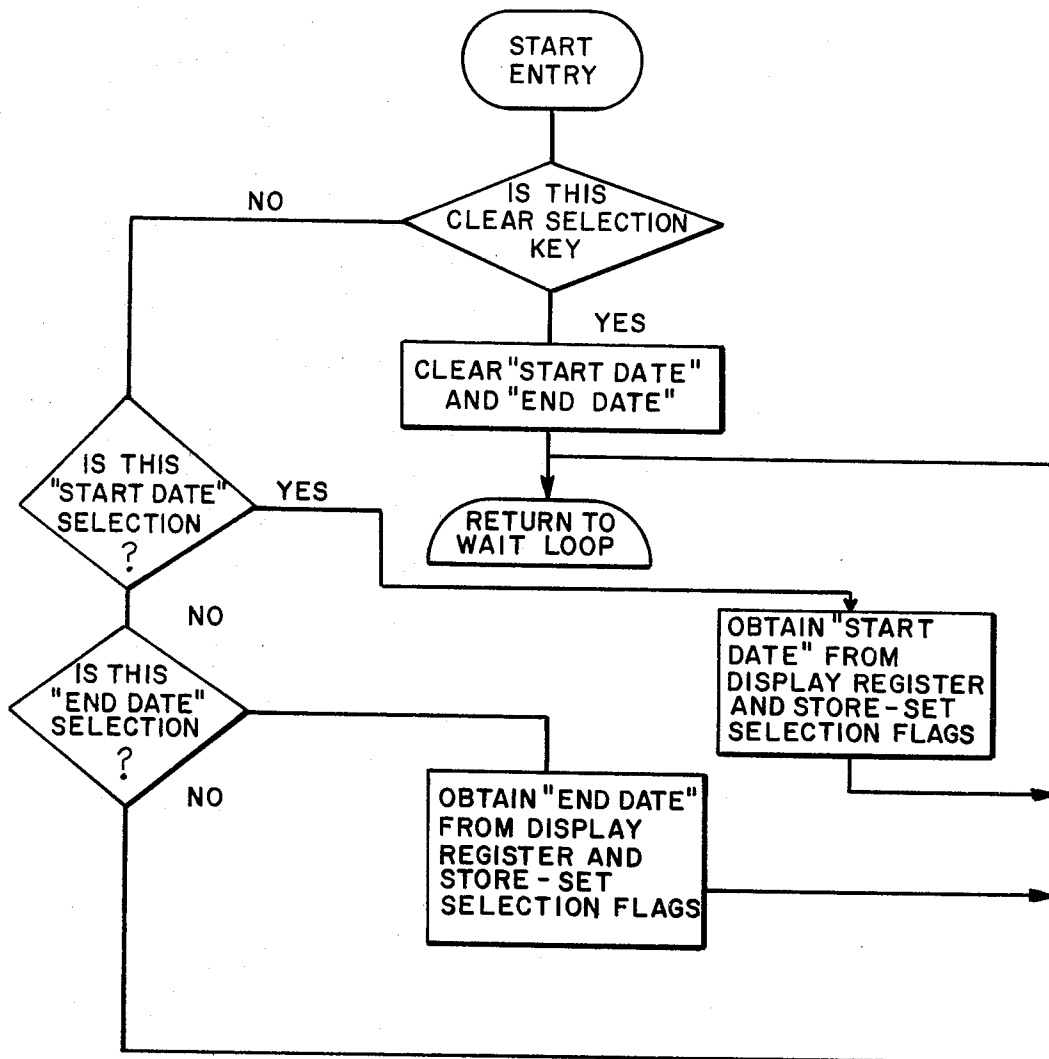 START
ENTRY
IS THIS
CLEAR SELECTION
KEY
NO
YES
CLEAR "START DATE"
AND "END DATE"
IS THIS
"START DATE"
SELECTION
?
YES
RETURN TO
WAIT LOOP
NO
OBTAIN "START
DATE" FROM
DISPLAY REGISTER
AND STORE-SET
SELECTION FLAGS
IS THIS
"END DATE"
SELECTION
?
NO
OBTAIN "END DATE"
FROM DISPLAY
REGISTER AND
STORE-SET
SELECTION FLAGS